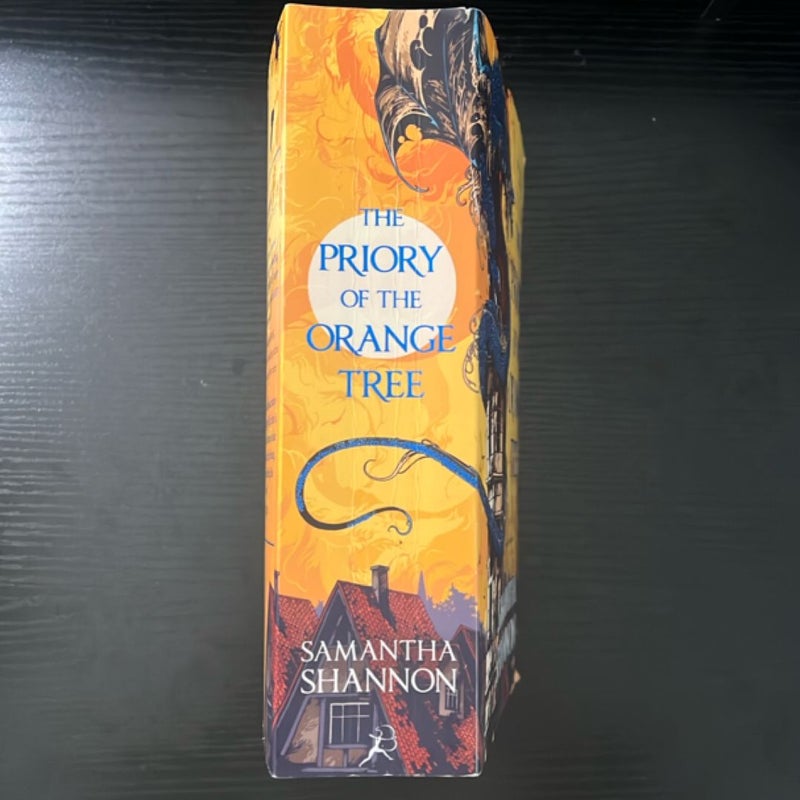 THE
PRIORY
OF THE
ORANGE
TREE
SAMANTHA
SHANNON